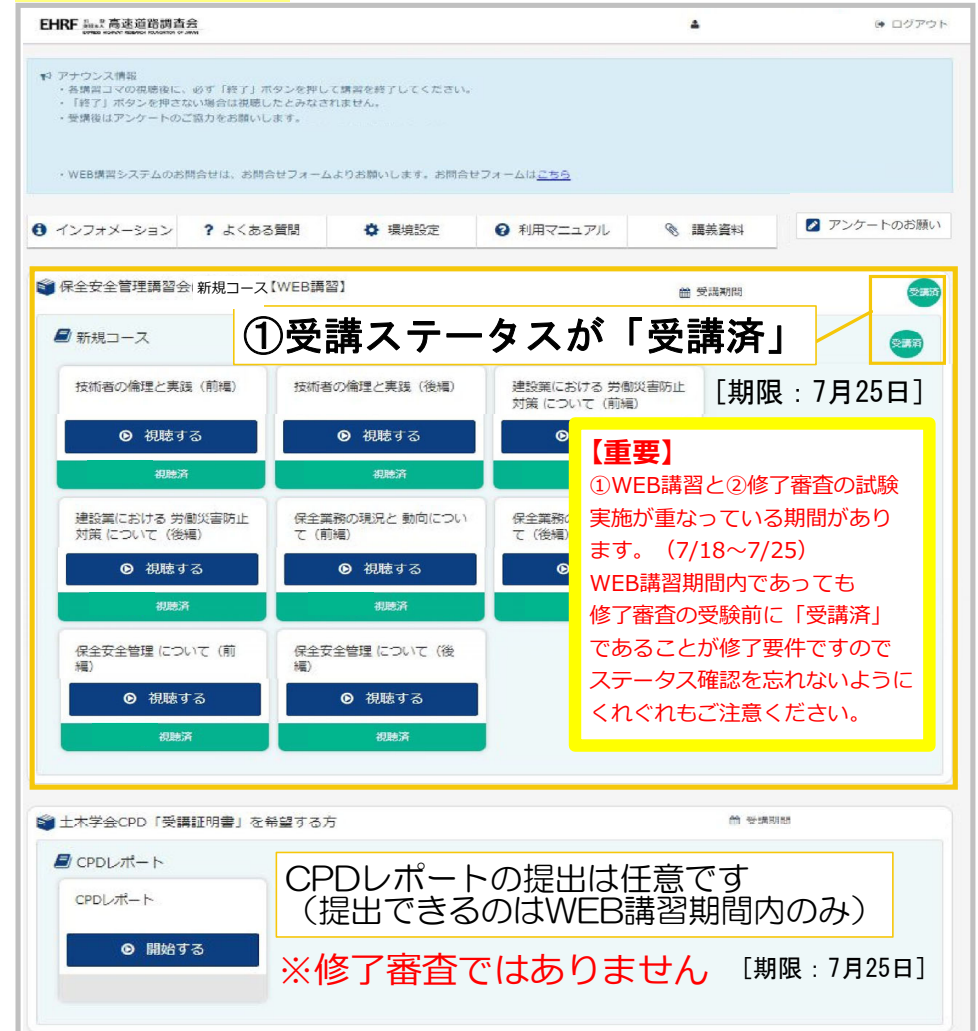 EHRF 公益財団法人 高速道路調査会
EXPRESS HIGHWAY RESEARCH FOUNDATION OF JAPAN
ログアウト
アナウンス情報
・各講習コマの視聴後に、必ず「終了」ボタンを押して講習を終了してください。
・「終了」ボタンを押さない場合は視聴したとみなされません。
・受講後はアンケートのご協力をお願いします。
・WEB講習システムのお問合せは、お問合せフォームよりお願いします。お問合せフォームはこちら
インフォメーション ? よくある質問 環境設定 利用マニュアル 講義資料 アンケートのお願い
保全安全管理講習会 新規コース【WEB講習】 受講期間 受講済
新規コース
①受講ステータスが「受講済」
受講済
[期限：7月25日]
技術者の倫理と実践（前編） 技術者の倫理と実践（後編） 建設業における 労働災害防止
対策 について（前編）
視聴する 視聴する
視聴済 視聴済
【重要】
①WEB講習と②修了審査の試験
実施が重なっている期間があり
ます。（7/18～7/25）
WEB講習期間内であっても
修了審査の受験前に「受講済」
であることが修了要件ですので
ステータス確認を忘れないように
くれぐれもご注意ください。
建設業における 労働災害防止 保全業務の現況と 動向につい 保全業務
対策 について（後編） て（前編） て（後編）
視聴する 視聴する
視聴済 視聴済
保全安全管理 について（前 保全安全管理 について（後
編） 編）
視聴する 視聴する
視聴済 視聴済
土木学会CPD「受講証明書」を希望する方 受講期間
CPDレポート
CPDレポート
開始する
CPDレポートの提出は任意です
（提出できるのはWEB講習期間内のみ）
※修了審査ではありません [期限：7月25日]